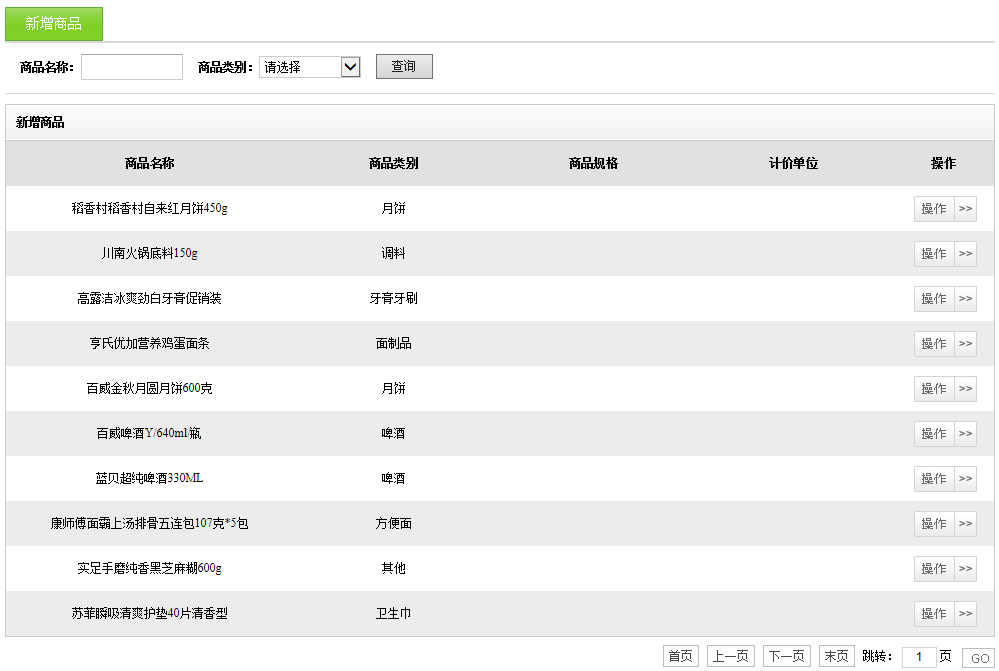 新增商品
商品名称： 商品类别： 请选择 查询
新增商品
商品名称 商品类别 商品规格 计价单位 操作
稻香村稻香村自来红月饼450g 月饼 操作 >>
川南火锅底料150g 调料 操作 >>
高露洁冰爽劲白牙膏促销装 牙膏牙刷 操作 >>
亨氏优加营养鸡蛋面条 面制品 操作 >>
百威金秋月圆月饼600克 月饼 操作 >>
百威啤酒Y/640ml/瓶 啤酒 操作 >>
蓝贝超纯啤酒330ML 啤酒 操作 >>
康师傅面霸上汤排骨五连包107克*5包 方便面 操作 >>
实足手磨纯香黑芝麻糊600g 其他 操作 >>
苏菲瞬吸清爽护垫40片清香型 卫生巾 操作 >>
首页 上一页 下一页 末页 跳转： 1 页 GO